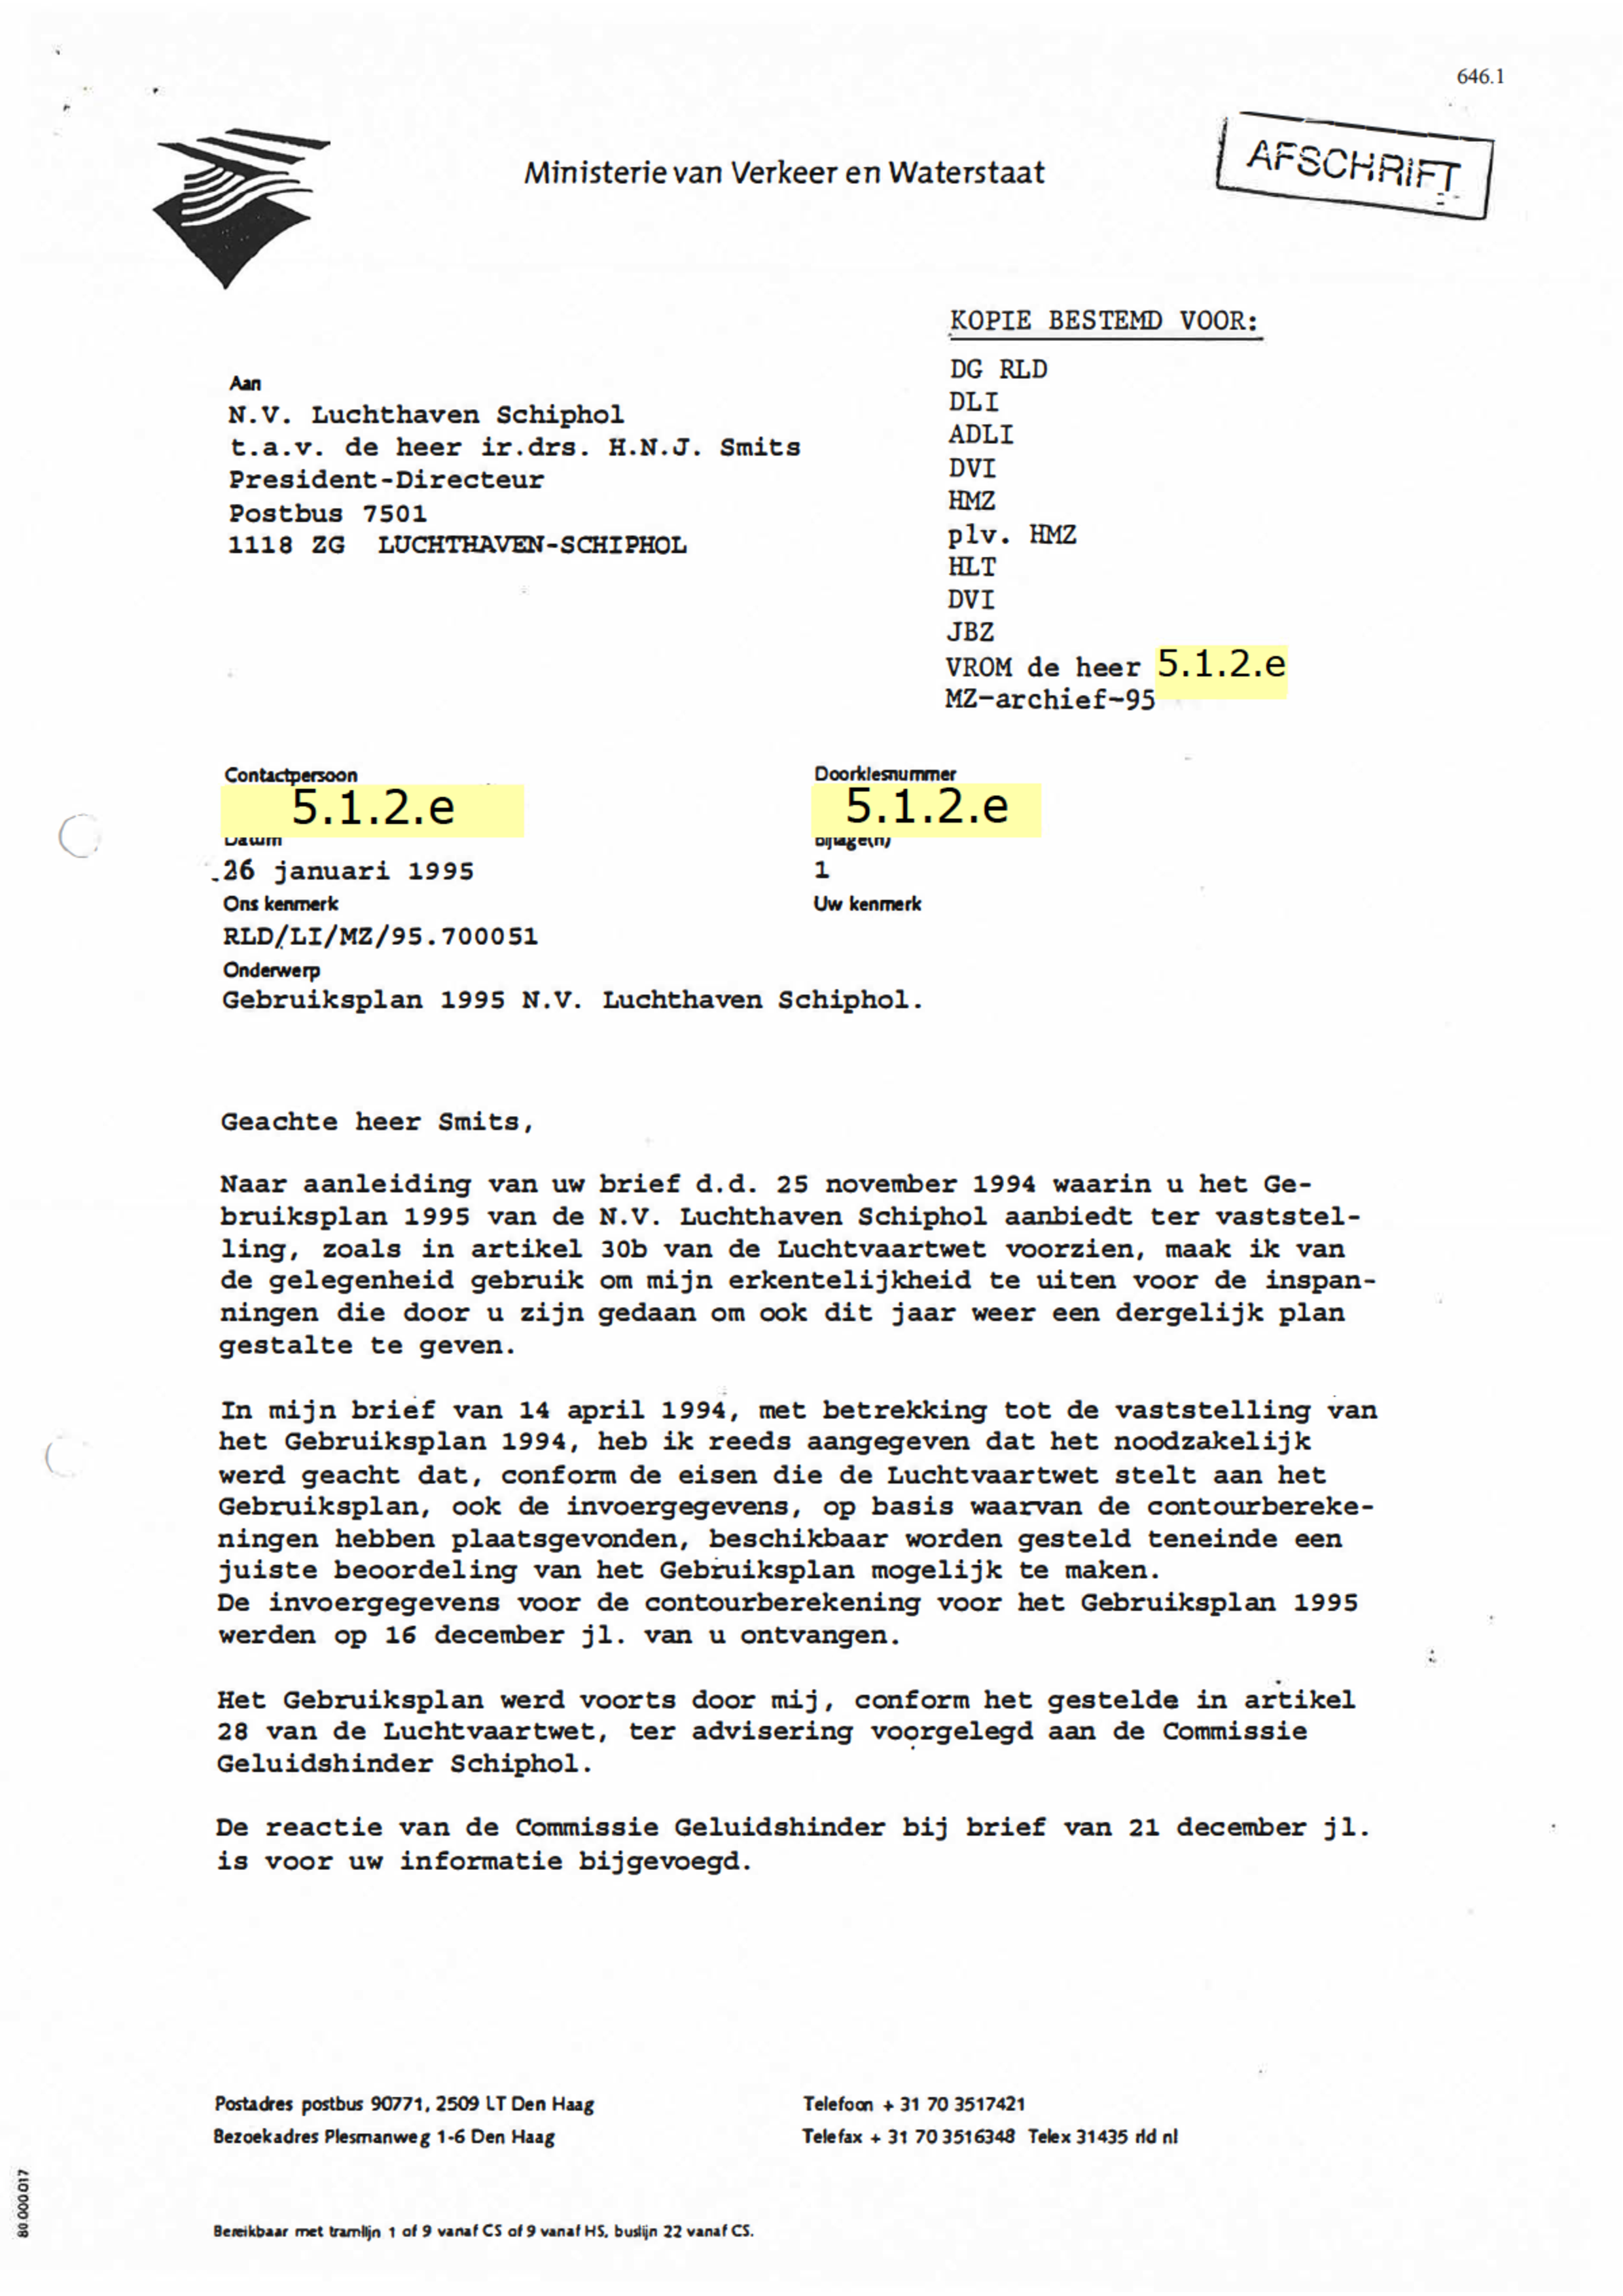 646.1
Ministerie van Verkeer en Waterstaat
AFSCHRIFT
KOPIE BESTEMD VOOR:
DG RLD
DLI
ADLI
DVI
HMZ
plv. HMZ
HLT
DVI
JBZ
VROM de heer 5.1.2.e
MZ-archief-95
Aan
N.V. Luchthaven Schiphol
t.a.v. de heer ir.drs. H.N.J. Smits
President-Directeur
Postbus 7501
1118 ZG LUCHTHAVEN-SCHIPHOL
Contactpersoon
5.1.2.e
Doorkiesnummer
5.1.2.e
Datum
26 januari 1995
Bijlage(n)
1
Ons kenmerk
RLD/LI/MZ/95.700051
Uw kenmerk
Onderwerp
Gebruiksplan 1995 N.V. Luchthaven Schiphol.
Geachte heer Smits,
Naar aanleiding van uw brief d.d. 25 november 1994 waarin u het Ge-
bruiksplan 1995 van de N.V. Luchthaven Schiphol aanbiedt ter vaststel-
ling, zoals in artikel 30b van de Luchtvaartwet voorzien, maak ik van
de gelegenheid gebruik om mijn erkentelijkheid te uiten voor de inspan-
ningen die door u zijn gedaan om ook dit jaar weer een dergelijk plan
gestalte te geven.
In mijn brief van 14 april 1994, met betrekking tot de vaststelling van
het Gebruiksplan 1994, heb ik reeds aangegeven dat het noodzakelijk
werd geacht dat, conform de eisen die de Luchtvaartwet stelt aan het
Gebruiksplan, ook de invoergegevens, op basis waarvan de contourbereke-
ningen hebben plaatsgevonden, beschikbaar worden gesteld teneinde een
juiste beoordeling van het Gebruiksplan mogelijk te maken.
De invoergegevens voor de contourberekening voor het Gebruiksplan 1995
werden op 16 december jl. van u ontvangen.
Het Gebruiksplan werd voorts door mij, conform het gestelde in artikel
28 van de Luchtvaartwet, ter advisering voorgelegd aan de Commissie
Geluidshinder Schiphol.
De reactie van de Commissie Geluidshinder bij brief van 21 december jl.
is voor uw informatie bijgevoegd.
Postadres postbus 90771, 2509 LT Den Haag
Bezoekadres Plesmanweg 1-6 Den Haag
Telefoon + 31 70 3517421
Telefax + 31 70 3516348 Telex 31435 rld nl
Bereikbaar met tramlijn 1 of 9 vanaf CS of 9 vanaf HS, buslijn 22 vanaf CS.
80.000 017